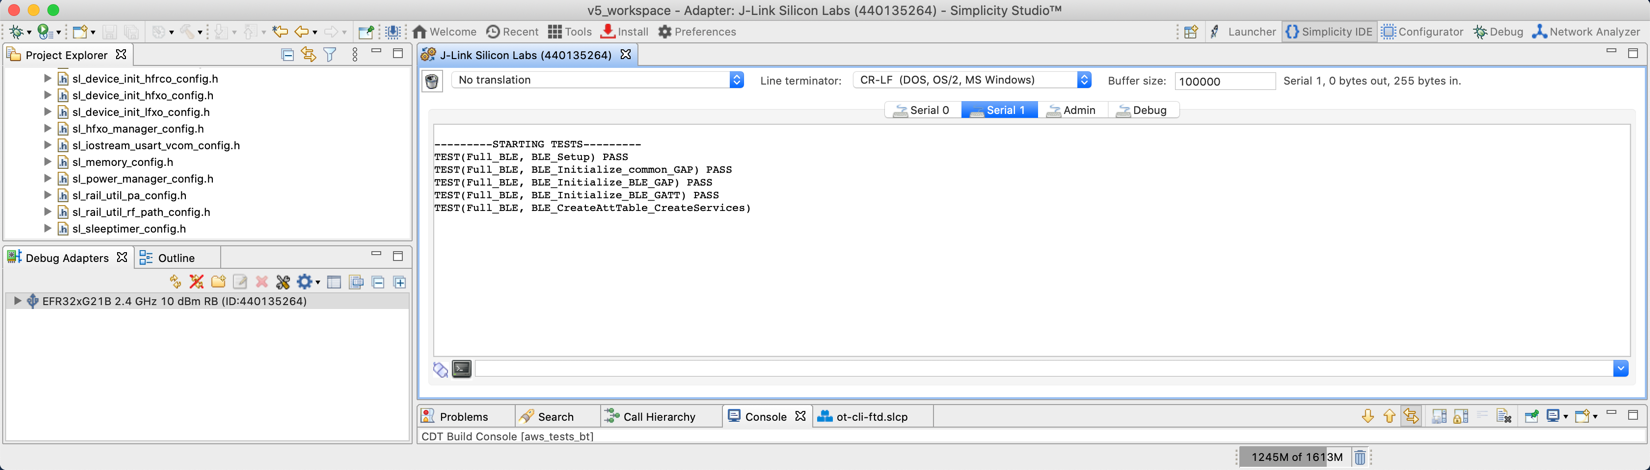 v5_workspace - Adapter: J-Link Silicon Labs (440135264) - Simplicity Studio™
Welcome Recent Tools Install Preferences Launcher Simplicity IDE Configurator Debug Network Analyzer
Project Explorer
sl_device_init_hfrco_config.h
sl_device_init_hfxo_config.h
sl_device_init_lfxo_config.h
sl_hfxo_manager_config.h
sl_iostream_usart_vcom_config.h
sl_memory_config.h
sl_power_manager_config.h
sl_rail_util_pa_config.h
sl_rail_util_rf_path_config.h
sl_sleeptimer_config.h
Debug Adapters Outline
EFR32xG21B 2.4 GHz 10 dBm RB (ID:440135264)
J-Link Silicon Labs (440135264)
No translation Line terminator: CR-LF (DOS, OS/2, MS Windows) Buffer size: 100000 Serial 1, 0 bytes out, 255 bytes in.
Serial 0 Serial 1 Admin Debug
---------STARTING TESTS---------
TEST(Full_BLE, BLE_Setup) PASS
TEST(Full_BLE, BLE_Initialize_common_GAP) PASS
TEST(Full_BLE, BLE_Initialize_BLE_GAP) PASS
TEST(Full_BLE, BLE_Initialize_BLE_GATT) PASS
TEST(Full_BLE, BLE_CreateAttTable_CreateServices)
Problems Search Call Hierarchy Console ot-cli-ftd.slcp
CDT Build Console [aws_tests_bt]
1245M of 1613M